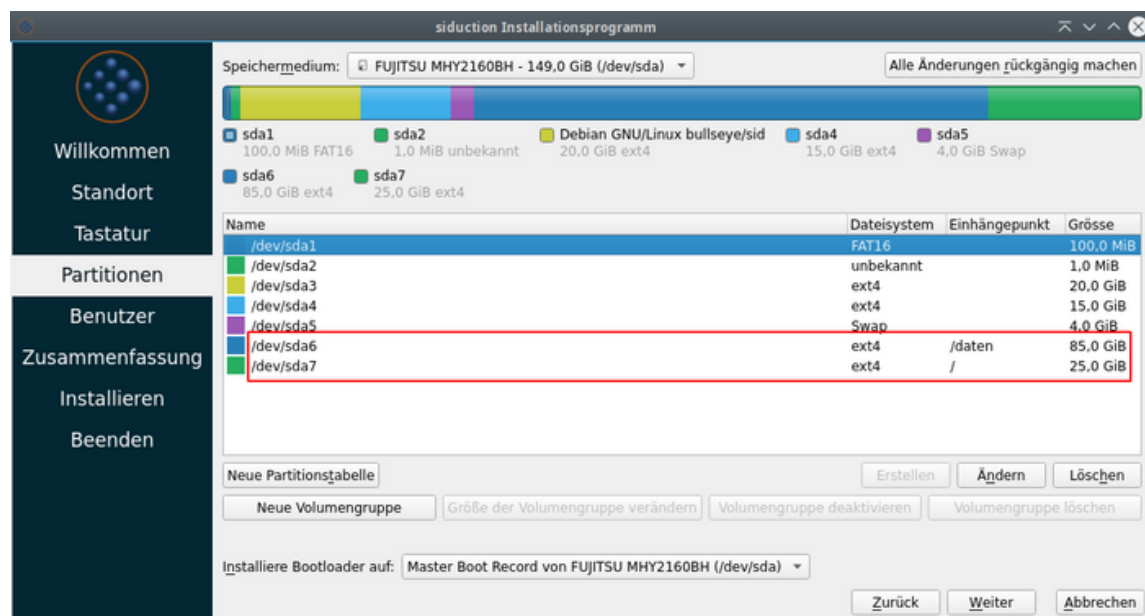 siduction Installationsprogramm
Speichermedium: FUJITSU MHY2160BH - 149,0 GiB (/dev/sda) Alle Änderungen rückgängig machen
sda1 sda2 Debian GNU/Linux bullseye/sid sda4 sda5
100,0 MiB FAT16 1,0 MiB unbekannt 20,0 GiB ext4 15,0 GiB ext4 4,0 GiB Swap
sda6 sda7
85,0 GiB ext4 25,0 GiB ext4
Willkommen
Standort
Tastatur
Partitionen
Benutzer
Zusammenfassung
Installieren
Beenden
Name Dateisystem Einhängepunkt Grösse
/dev/sda1 FAT16 100,0 MiB
/dev/sda2 unbekannt 1,0 MiB
/dev/sda3 ext4 20,0 GiB
/dev/sda4 ext4 15,0 GiB
/dev/sda5 Swap 4,0 GiB
/dev/sda6 ext4 /daten 85,0 GiB
/dev/sda7 ext4 / 25,0 GiB
Neue Partitionstabelle Erstellen Ändern Löschen
Neue Volumengruppe Größe der Volumengruppe verändern Volumengruppe deaktivieren Volumengruppe löschen
Installiere Bootloader auf: Master Boot Record von FUJITSU MHY2160BH (/dev/sda)
Zurück Weiter Abbrechen